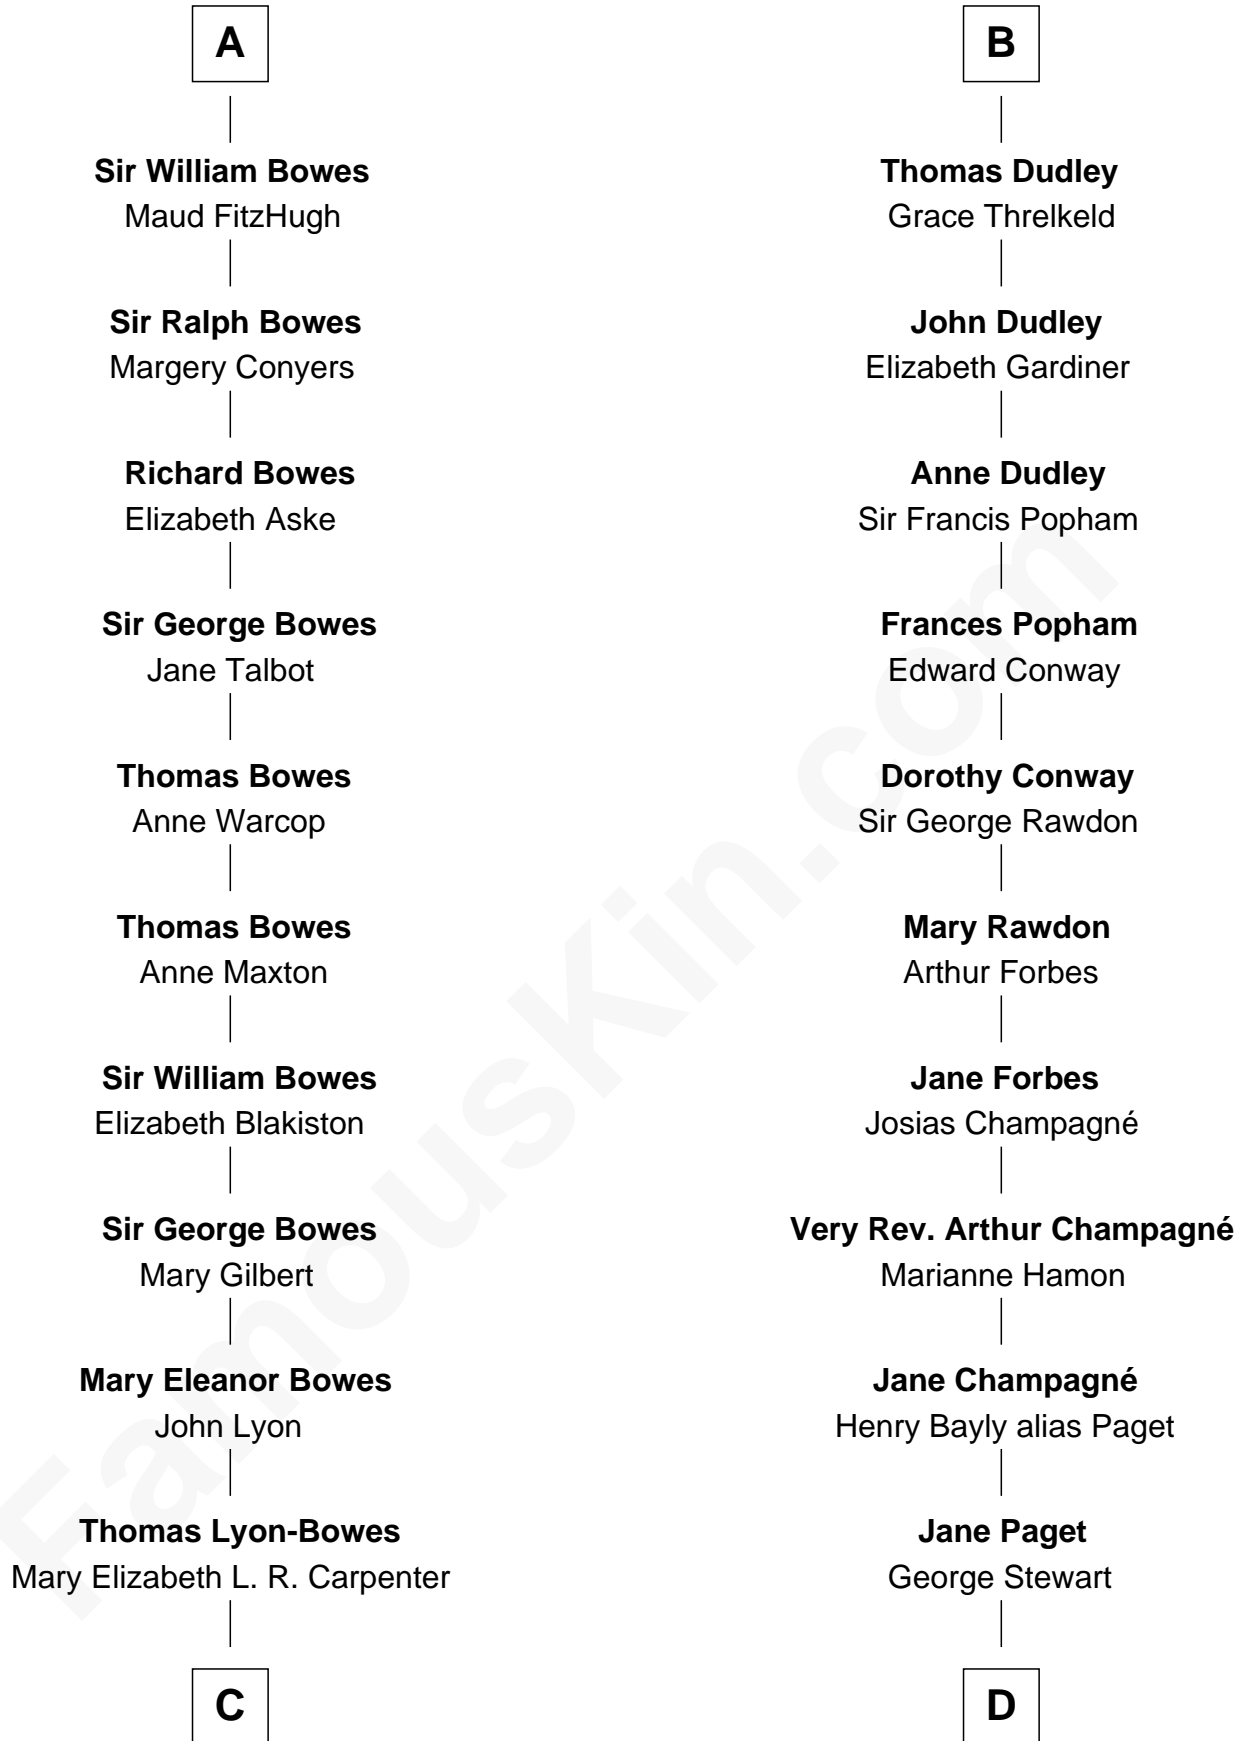 A
Sir William Bowes
Maud FitzHugh
Sir Ralph Bowes
Margery Conyers
Richard Bowes
Elizabeth Aske
Sir George Bowes
Jane Talbot
Thomas Bowes
Anne Warcop
Thomas Bowes
Anne Maxton
Sir William Bowes
Elizabeth Blakiston
Sir George Bowes
Mary Gilbert
Mary Eleanor Bowes
John Lyon
Thomas Lyon-Bowes
Mary Elizabeth L. R. Carpenter
C
B
Thomas Dudley
Grace Threlkeld
John Dudley
Elizabeth Gardiner
Anne Dudley
Sir Francis Popham
Frances Popham
Edward Conway
Dorothy Conway
Sir George Rawdon
Mary Rawdon
Arthur Forbes
Jane Forbes
Josias Champagné
Very Rev. Arthur Champagné
Marianne Hamon
Jane Champagné
Henry Bayly alias Paget
Jane Paget
George Stewart
D
FamousKin.com